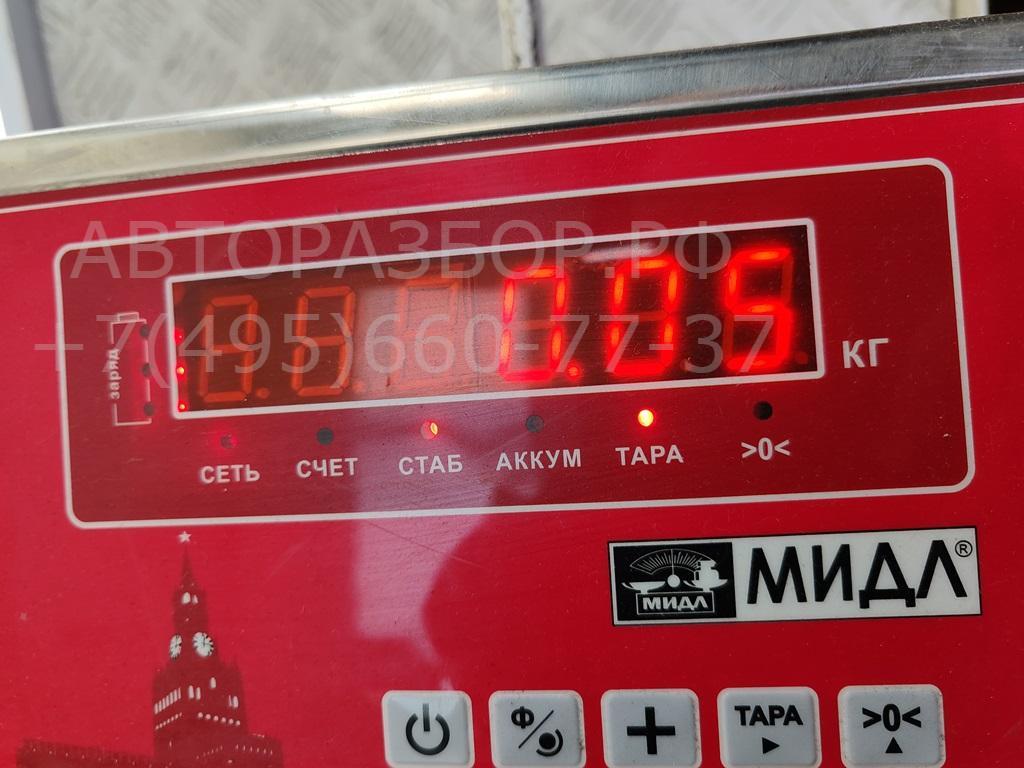 АВТОРАЗБОР.РФ
+7(495)660-77-37
заряд
0.05
КГ
СЕТЬ СЧЕТ СТАБ АККУМ ТАРА >0<
МИДЛ МИДЛ®
Ф ТАРА >0<